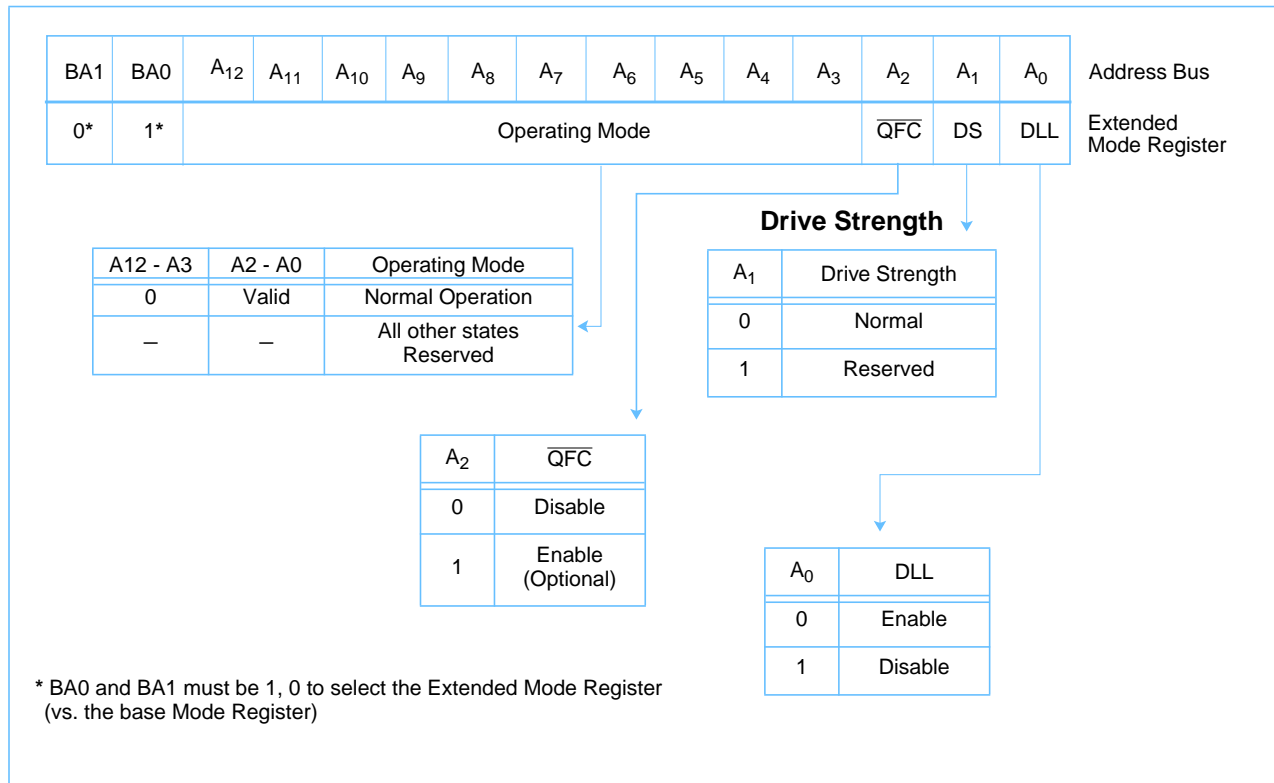 BA1 BA0 A12 A11 A10 A9 A8 A7 A6 A5 A4 A3 A2 A1 A0 Address Bus
0* 1* Operating Mode Q̅F̅C̅ DS DLL Extended
Mode Register
Drive Strength
A12 - A3 A2 - A0 Operating Mode
0 Valid Normal Operation
– – All other states
Reserved
A1 Drive Strength
0 Normal
1 Reserved
A2 Q̅F̅C̅
0 Disable
1 Enable
(Optional)
A0 DLL
0 Enable
1 Disable
* BA0 and BA1 must be 1, 0 to select the Extended Mode Register
(vs. the base Mode Register)